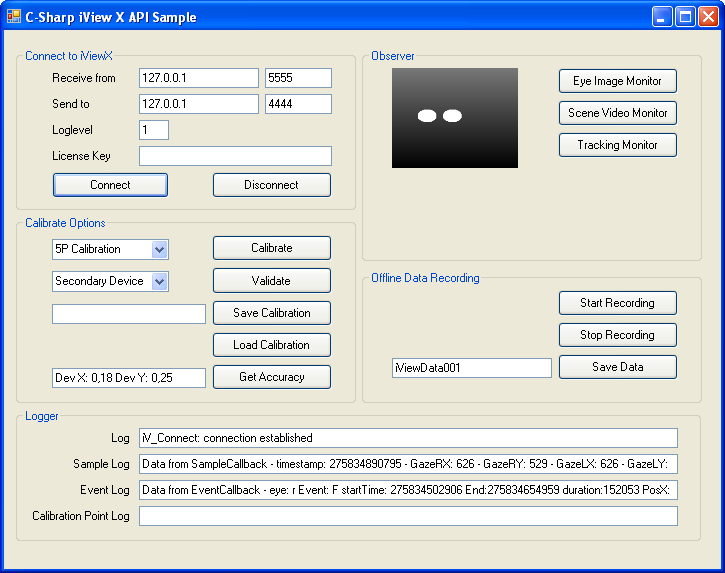 C-Sharp iView X API Sample
Connect to iViewX
Receive from 127.0.0.1 5555
Send to 127.0.0.1 4444
Loglevel 1
License Key
Connect Disconnect
Observer
Eye Image Monitor
Scene Video Monitor
Tracking Monitor
Calibrate Options
5P Calibration Calibrate
Secondary Device Validate
Save Calibration
Load Calibration
Dev X: 0,18 Dev Y: 0,25 Get Accuracy
Offline Data Recording
Start Recording
Stop Recording
iViewData001 Save Data
Logger
Log iV_Connect: connection established
Sample Log Data from SampleCallback - timestamp: 275834890795 - GazeRX: 626 - GazeRY: 529 - GazeLX: 626 - GazeLY:
Event Log Data from EventCallback - eye: r Event: F startTime: 275834502906 End:275834654959 duration:152053 PosX:
Calibration Point Log